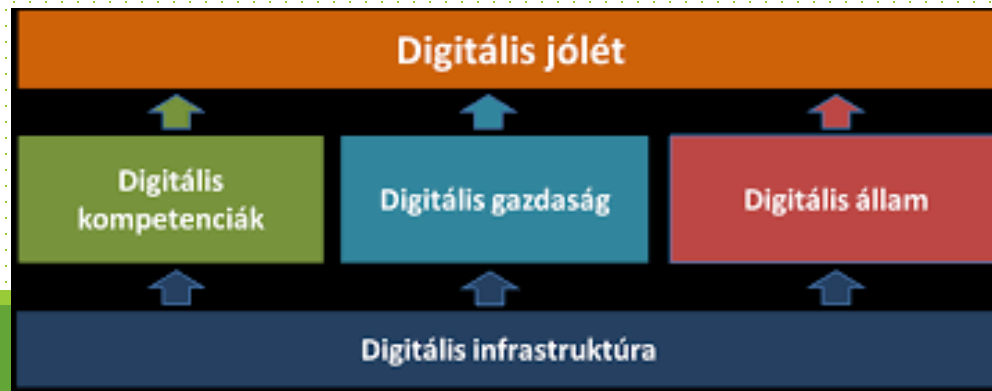 Digitális jólét
Digitális
kompetenciák
Digitális gazdaság
Digitális állam
Digitális infrastruktúra